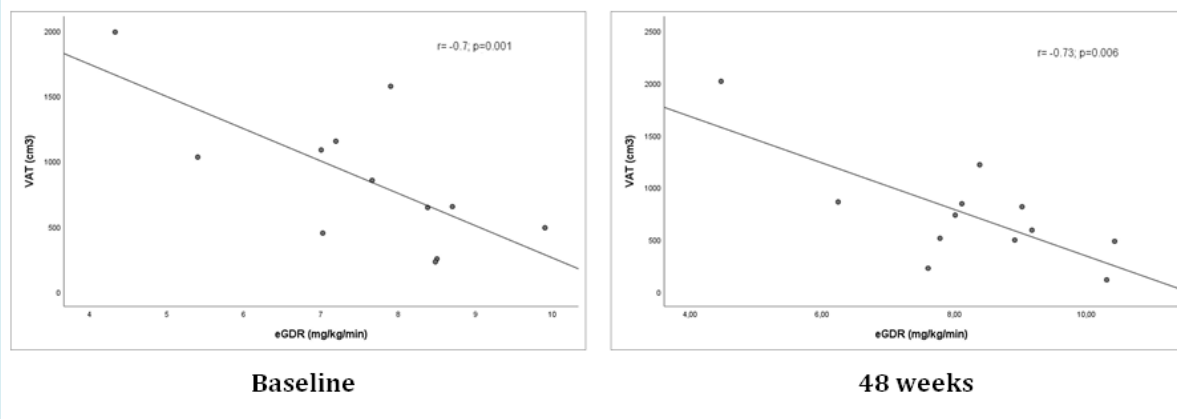 r= -0.7; p=0.001
VAT (cm3)
2000
1500
1000
500
0
4 5 6 7 8 9 10
eGDR (mg/kg/min)
Baseline
r= -0.73; p=0.006
VAT (cm3)
2500
2000
1500
1000
500
0
4,00 6,00 8,00 10,00
eGDR (mg/kg/min)
48 weeks